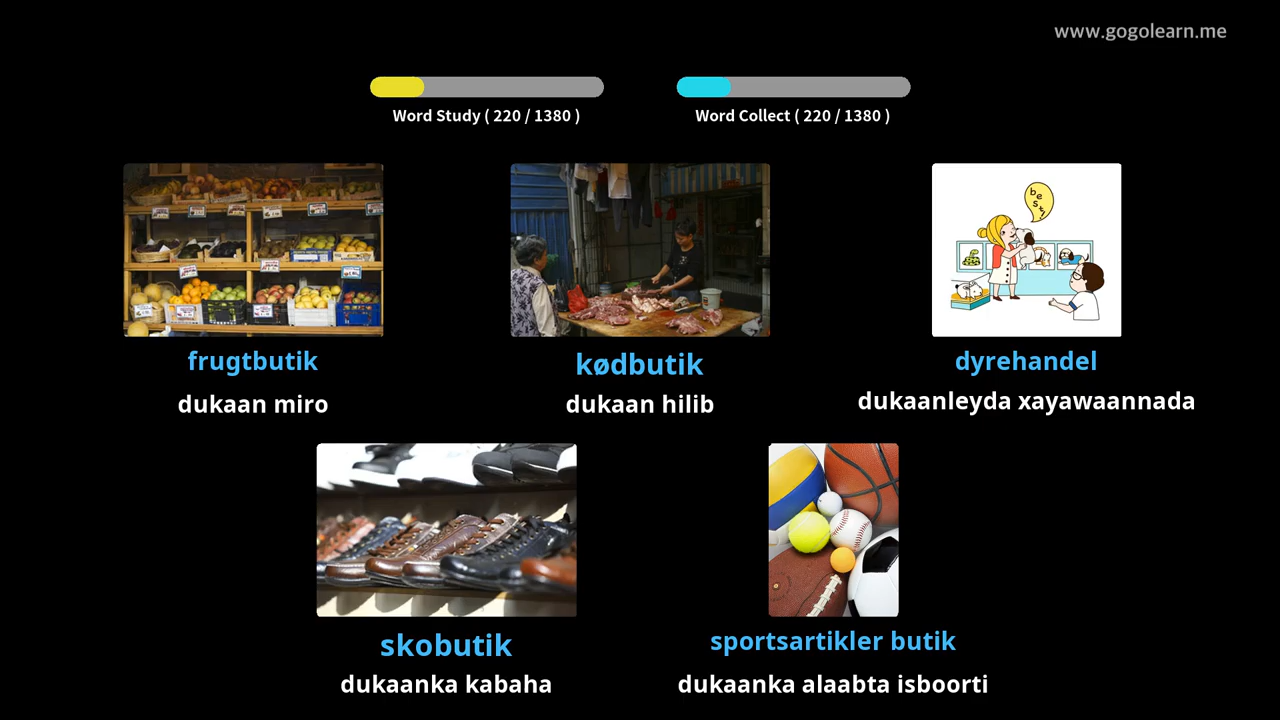 www.gogolearn.me
Word Study ( 220 / 1380 )
Word Collect ( 220 / 1380 )
best
frugtbutik
kødbutik
dyrehandel
dukaan miro
dukaan hilib
dukaanleyda xayawaannada
skobutik
sportsartikler butik
dukaanka kabaha
dukaanka alaabta isboorti